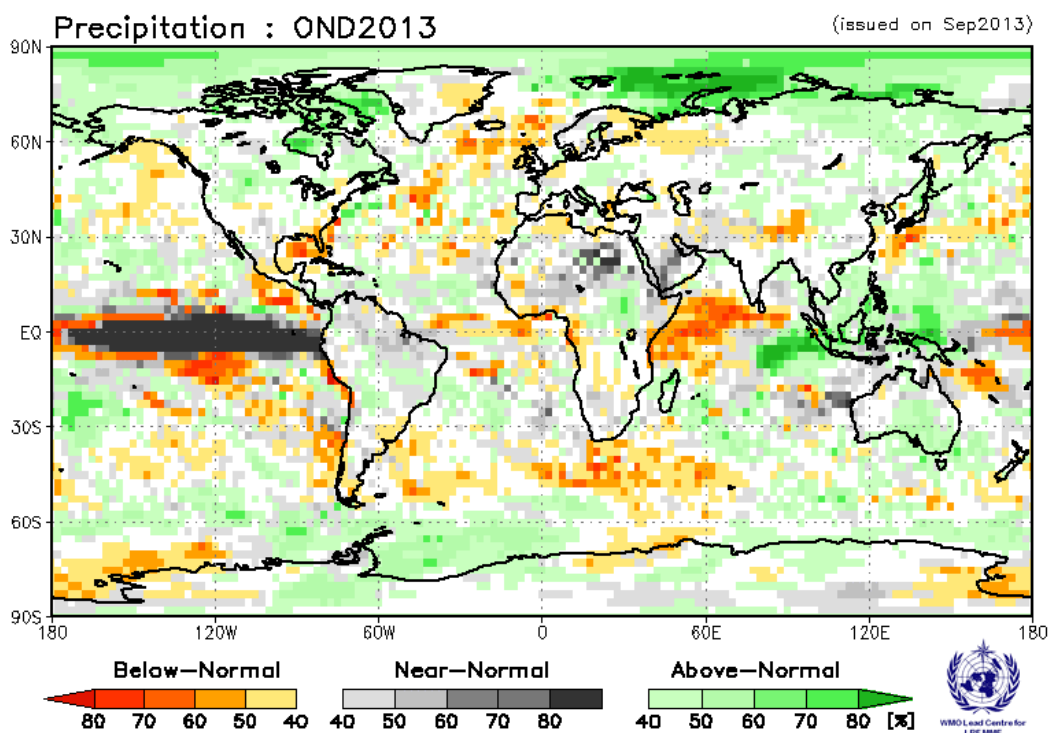 Precipitation : OND2013
(issued on Sep2013)
90N
60N
30N
EQ
30S
60S
90S
180 120W 60W 0 60E 120E 180
Below-Normal Near-Normal Above-Normal
80 70 60 50 40 40 50 60 70 80 40 50 60 70 80 [%]
WMO Lead Centre for
LRFMME